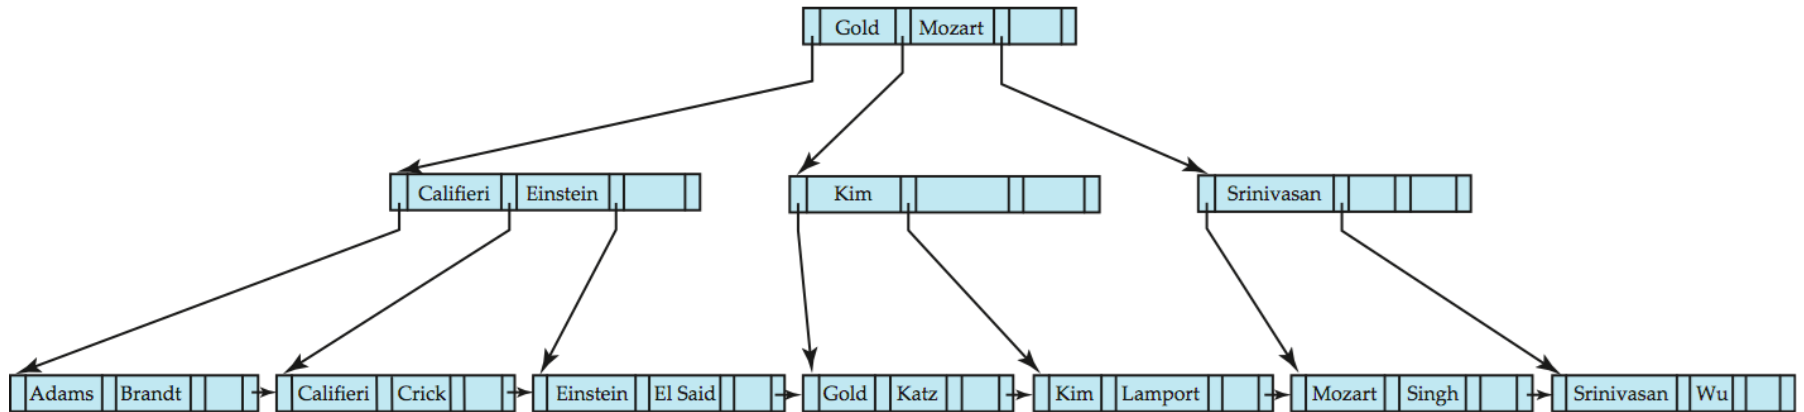 Gold Mozart
Califieri Einstein Kim Srinivasan
Adams Brandt Califieri Crick Einstein El Said Gold Katz Kim Lamport Mozart Singh Srinivasan Wu